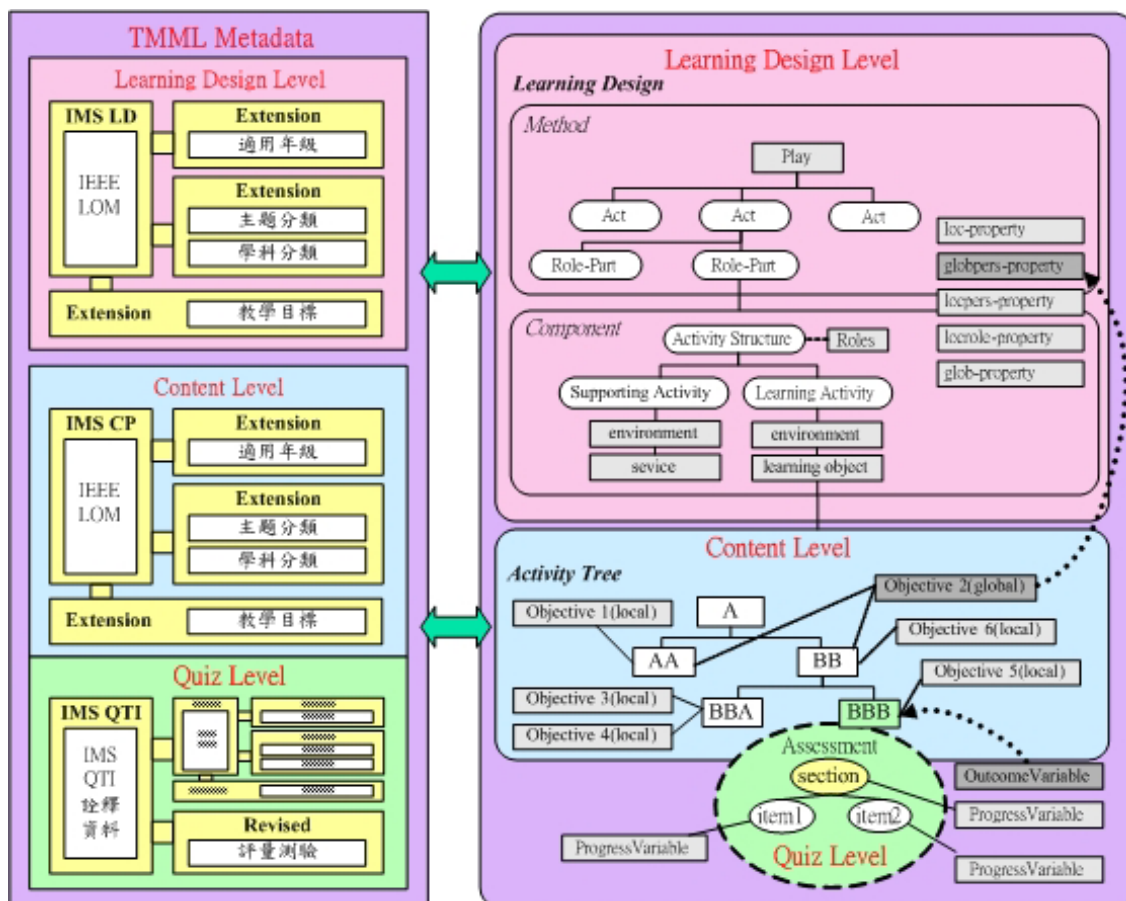 TMML Metadata
Learning Design Level
IMS LD
IEEE
LOM
Extension
適用年級
Extension
主題分類
學科分類
Extension
教學目標
Content Level
IMS CP
IEEE
LOM
Extension
適用年級
Extension
主題分類
學科分類
Extension
教學目標
Quiz Level
IMS QTI
IMS
QTI
詮釋
資料
Revised
評量測驗
Learning Design Level
Learning Design
Method
Play
Act
Act
Act
Role-Part
Role-Part
loc-property
globpers-property
locpers-property
locrole-property
glob-property
Component
Activity Structure
Roles
Supporting Activity
Learning Activity
environment
environment
sevice
learning object
Content Level
Activity Tree
Objective 2(global)
Objective 1(local)
A
Objective 6(local)
AA
BB
Objective 5(local)
Objective 3(local)
BBA
BBB
Objective 4(local)
Assessment
section
OutcomeVariable
ProgressVariable
item1
item2
ProgressVariable
Quiz Level
ProgressVariable